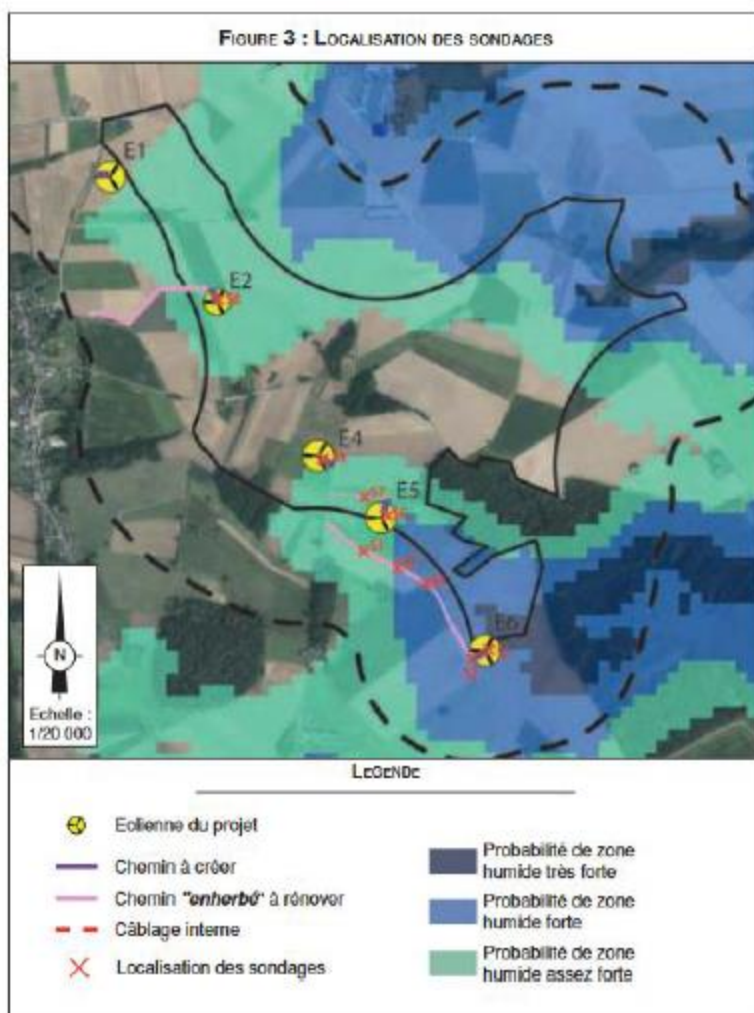 FIGURE 3 : LOCALISATION DES SONDAGES
E1
E2
E4
E5
E6
N
Echelle :
1/20 000
LEGENDE
Eolienne du projet
Chemin à créer
Chemin "enherbé" à rénover
Câblage interne
Localisation des sondages
Probabilité de zone
humide très forte
Probabilité de zone
humide forte
Probabilité de zone
humide assez forte